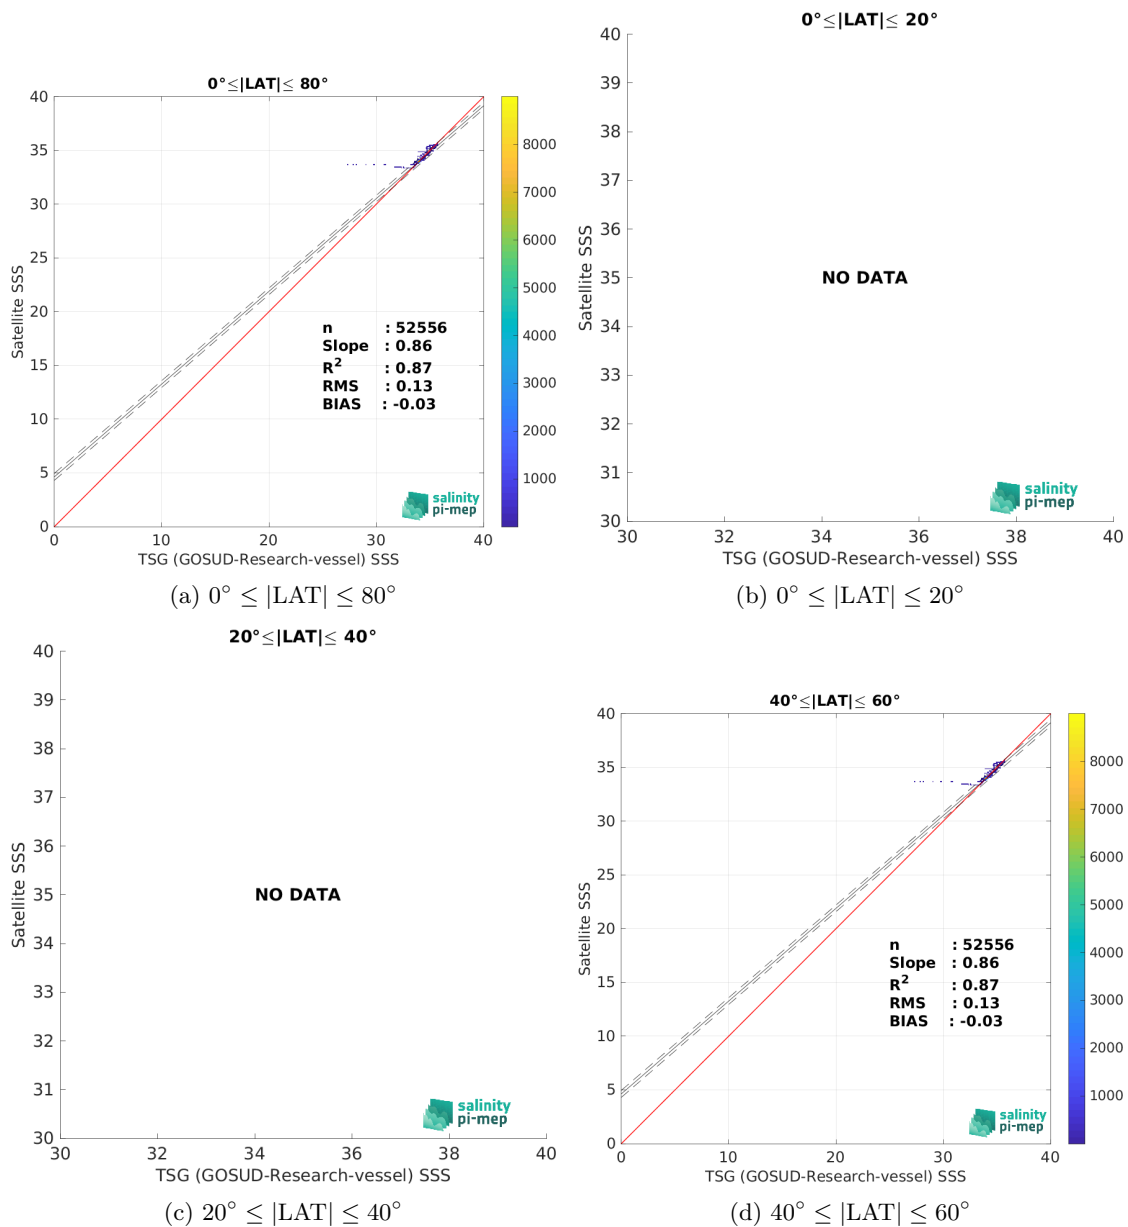 0°≤|LAT|≤ 80°
40
35
30
25
20
15
10
5
0
0
10
20
30
40
Satellite SSS
TSG (GOSUD-Research-vessel) SSS
n : 52556
Slope : 0.86
R² : 0.87
RMS : 0.13
BIAS : -0.03
salinity
pi-mep
8000
7000
6000
5000
4000
3000
2000
1000
(a) 0° ≤ |LAT| ≤ 80°
0°≤|LAT|≤ 20°
40
39
38
37
36
35
34
33
32
31
30
30
32
34
36
38
40
Satellite SSS
NO DATA
salinity
pi-mep
TSG (GOSUD-Research-vessel) SSS
(b) 0° ≤ |LAT| ≤ 20°
20°≤|LAT|≤ 40°
40
39
38
37
36
35
34
33
32
31
30
30
32
34
36
38
40
Satellite SSS
NO DATA
salinity
pi-mep
TSG (GOSUD-Research-vessel) SSS
(c) 20° ≤ |LAT| ≤ 40°
40°≤|LAT|≤ 60°
40
35
30
25
20
15
10
5
0
0
10
20
30
40
Satellite SSS
TSG (GOSUD-Research-vessel) SSS
n : 52556
Slope : 0.86
R² : 0.87
RMS : 0.13
BIAS : -0.03
salinity
pi-mep
8000
7000
6000
5000
4000
3000
2000
1000
(d) 40° ≤ |LAT| ≤ 60°